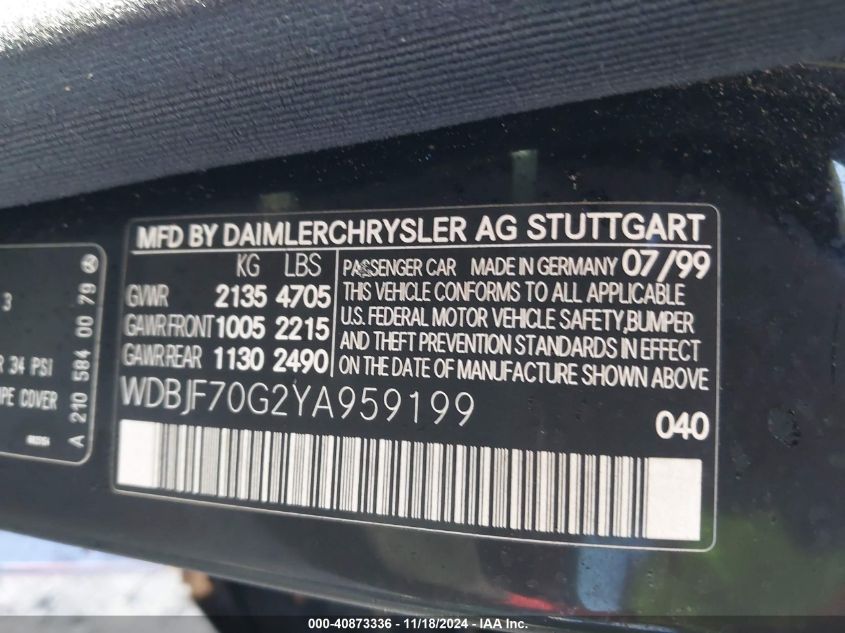 MFD BY DAIMLERCHRYSLER AG STUTTGART
KG LBS
GVWR 2135 4705
GAWR FRONT 1005 2215
GAWR REAR 1130 2490
PASSENGER CAR MADE IN GERMANY 07/99
THIS VEHICLE CONFORMS TO ALL APPLICABLE
U.S. FEDERAL MOTOR VEHICLE SAFETY, BUMPER
AND THEFT PREVENTION STANDARDS IN EFFECT
ON THE DATE OF MANUFACTURE SHOWN ABOVE
WDBJF70G2YA959199
040
3
34 PSI
COVER
A 210 584 00 79
000-40873336 - 11/18/2024 - IAA Inc.